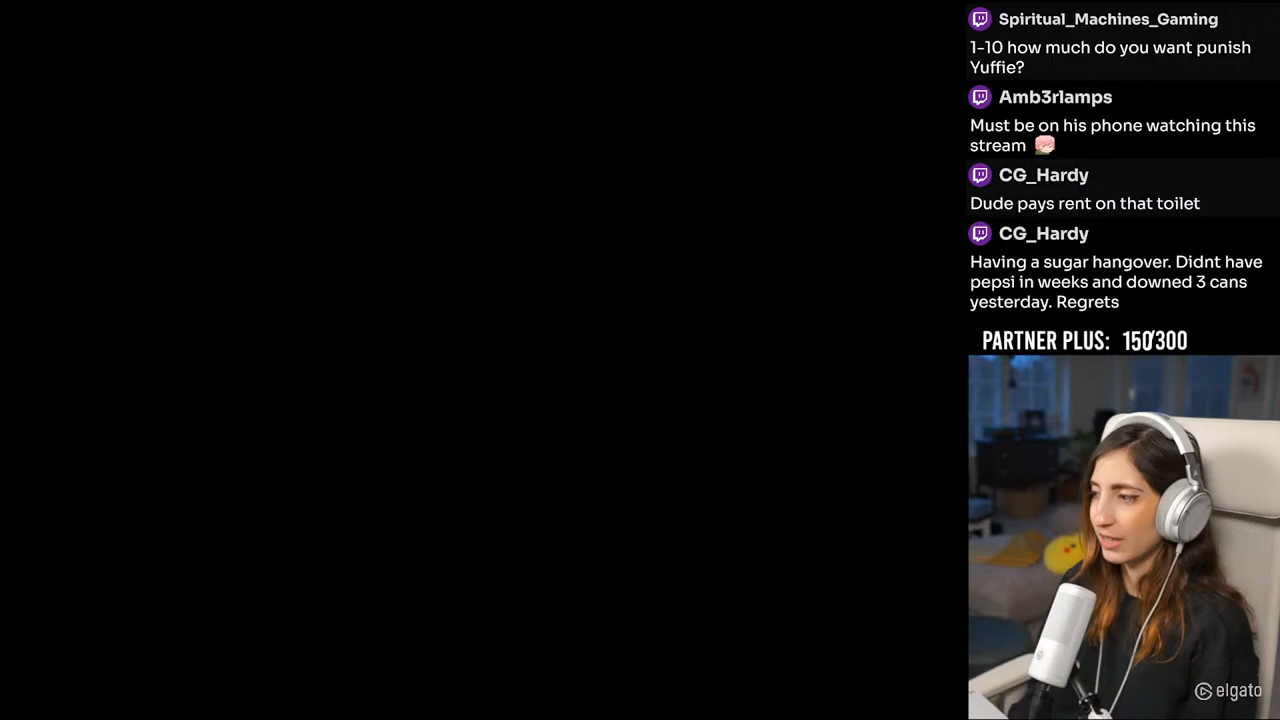 Spiritual_Machines_Gaming
1-10 how much do you want punish
Yuffie?
Amb3rlamps
Must be on his phone watching this
stream
CG_Hardy
Dude pays rent on that toilet
CG_Hardy
Having a sugar hangover. Didnt have
pepsi in weeks and downed 3 cans
yesterday. Regrets
PARTNER PLUS: 150/300
elgato